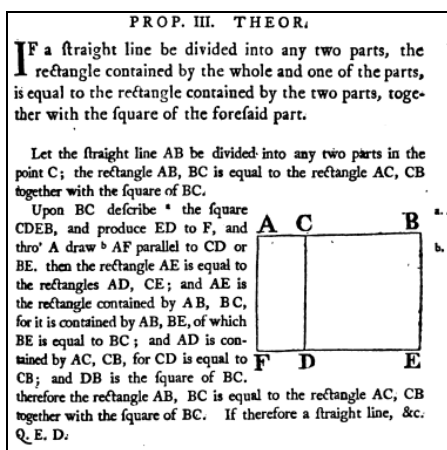 PROP. III. THEOR.
IF a ſtraight line be divided into any two parts, the
rectangle contained by the whole and one of the parts,
is equal to the rectangle contained by the two parts, toge-
ther with the ſquare of the foreſaid part.
Let the ſtraight line AB be divided into any two parts in the
point C; the rectangle AB, BC is equal to the rectangle AC, CB
together with the ſquare of BC.
Upon BC deſcribe a the ſquare
CDEB, and produce ED to F, and
thro' A draw b AF parallel to CD or
BE. then the rectangle AE is equal to
the rectangles AD, CE; and AE is
the rectangle contained by AB, BC,
for it is contained by AB, BE, of which
BE is equal to BC; and AD is con-
tained by AC, CB, for CD is equal to
CB; and DB is the ſquare of BC.
therefore the rectangle AB, BC is equal to the rectangle AC, CB
together with the ſquare of BC. If therefore a ſtraight line, &c.
Q. E. D.
A C B
F D E
a.
b.